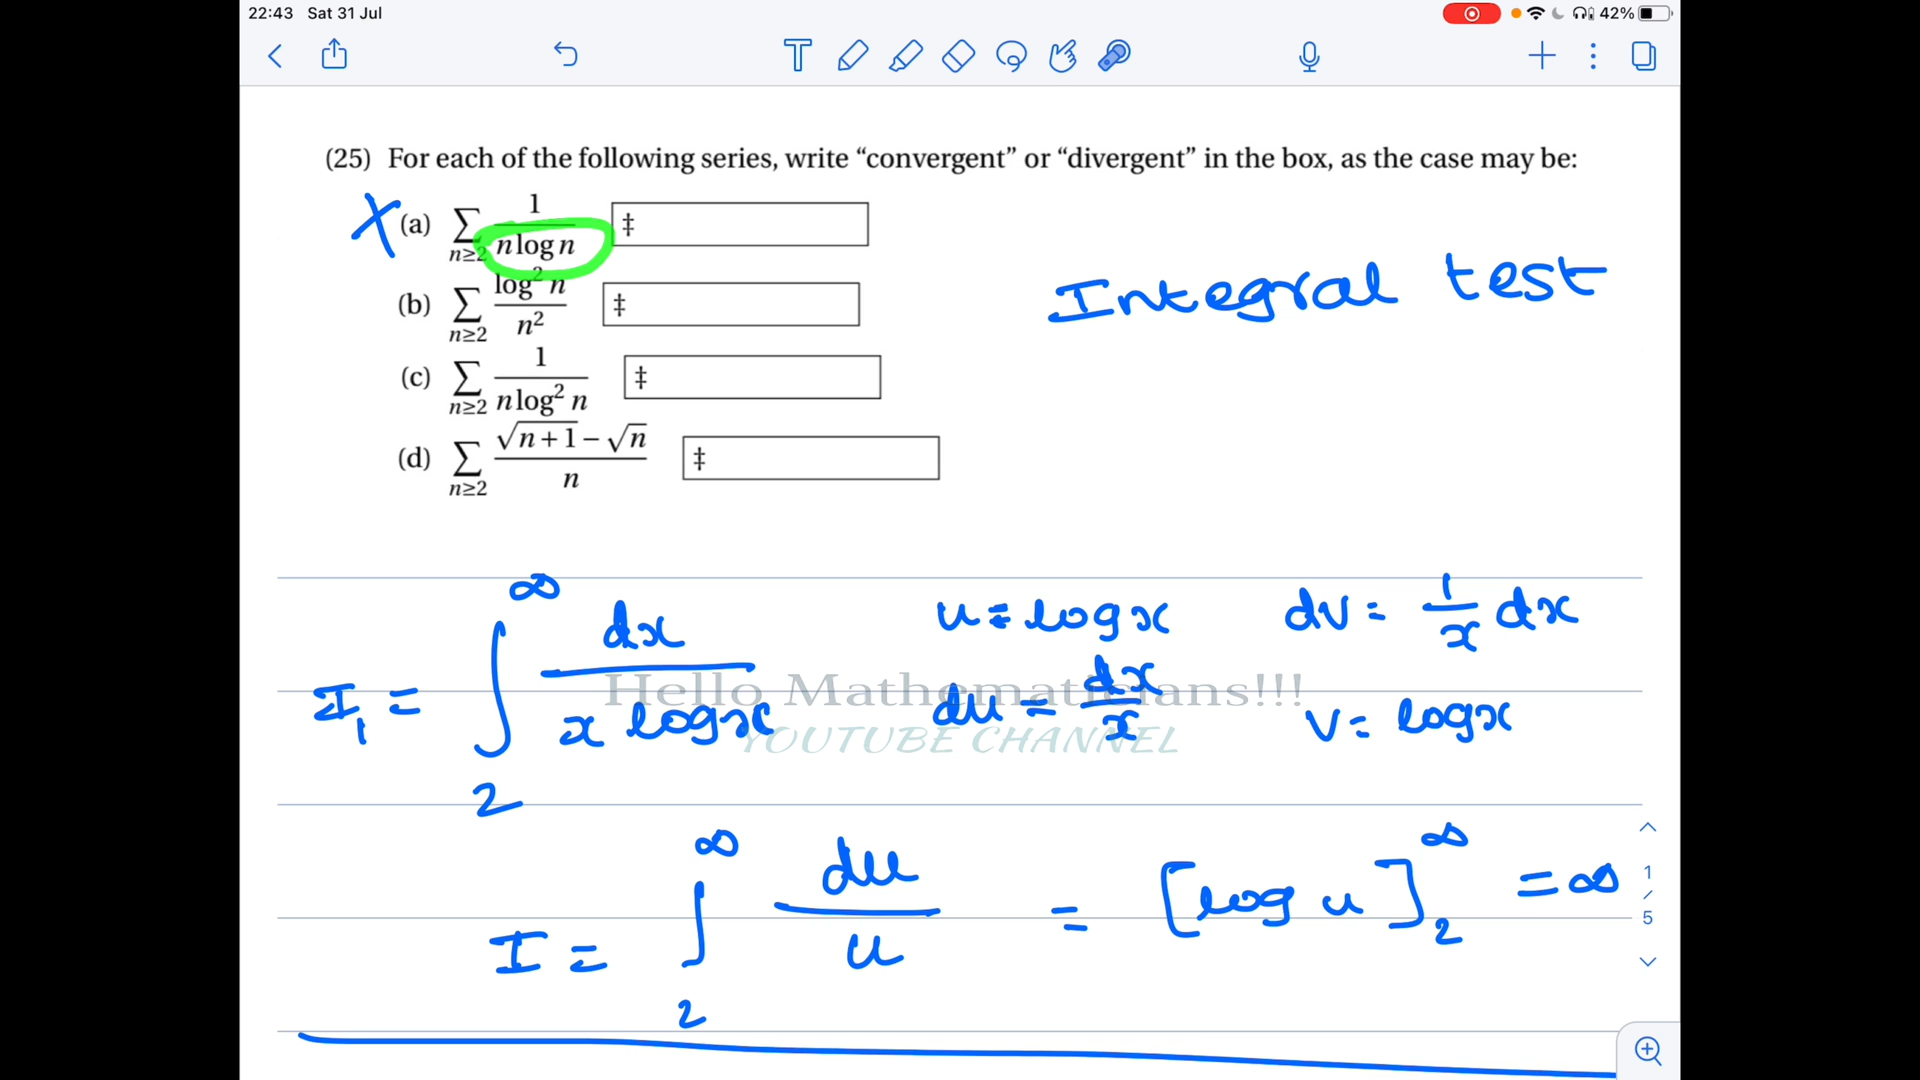 22:43 Sat 31 Jul
42%
(25) For each of the following series, write “convergent” or “divergent” in the box, as the case may be:
X (a) ∑_{n≥2} 1/(n log n) ‡
(b) ∑_{n≥2} log² n / n² ‡
(c) ∑_{n≥2} 1/(n log² n) ‡
(d) ∑_{n≥2} (√(n+1) − √n)/n ‡
Integral test
I₁ = ∫₂^∞ dx/(x log x)
u = log x
du = dx/x
dv = 1/x dx
v = log x
Hello Mathematicians!!!
YOUTUBE CHANNEL
I = ∫₂^∞ du/u = [log u]₂^∞ = ∞
1
/
5